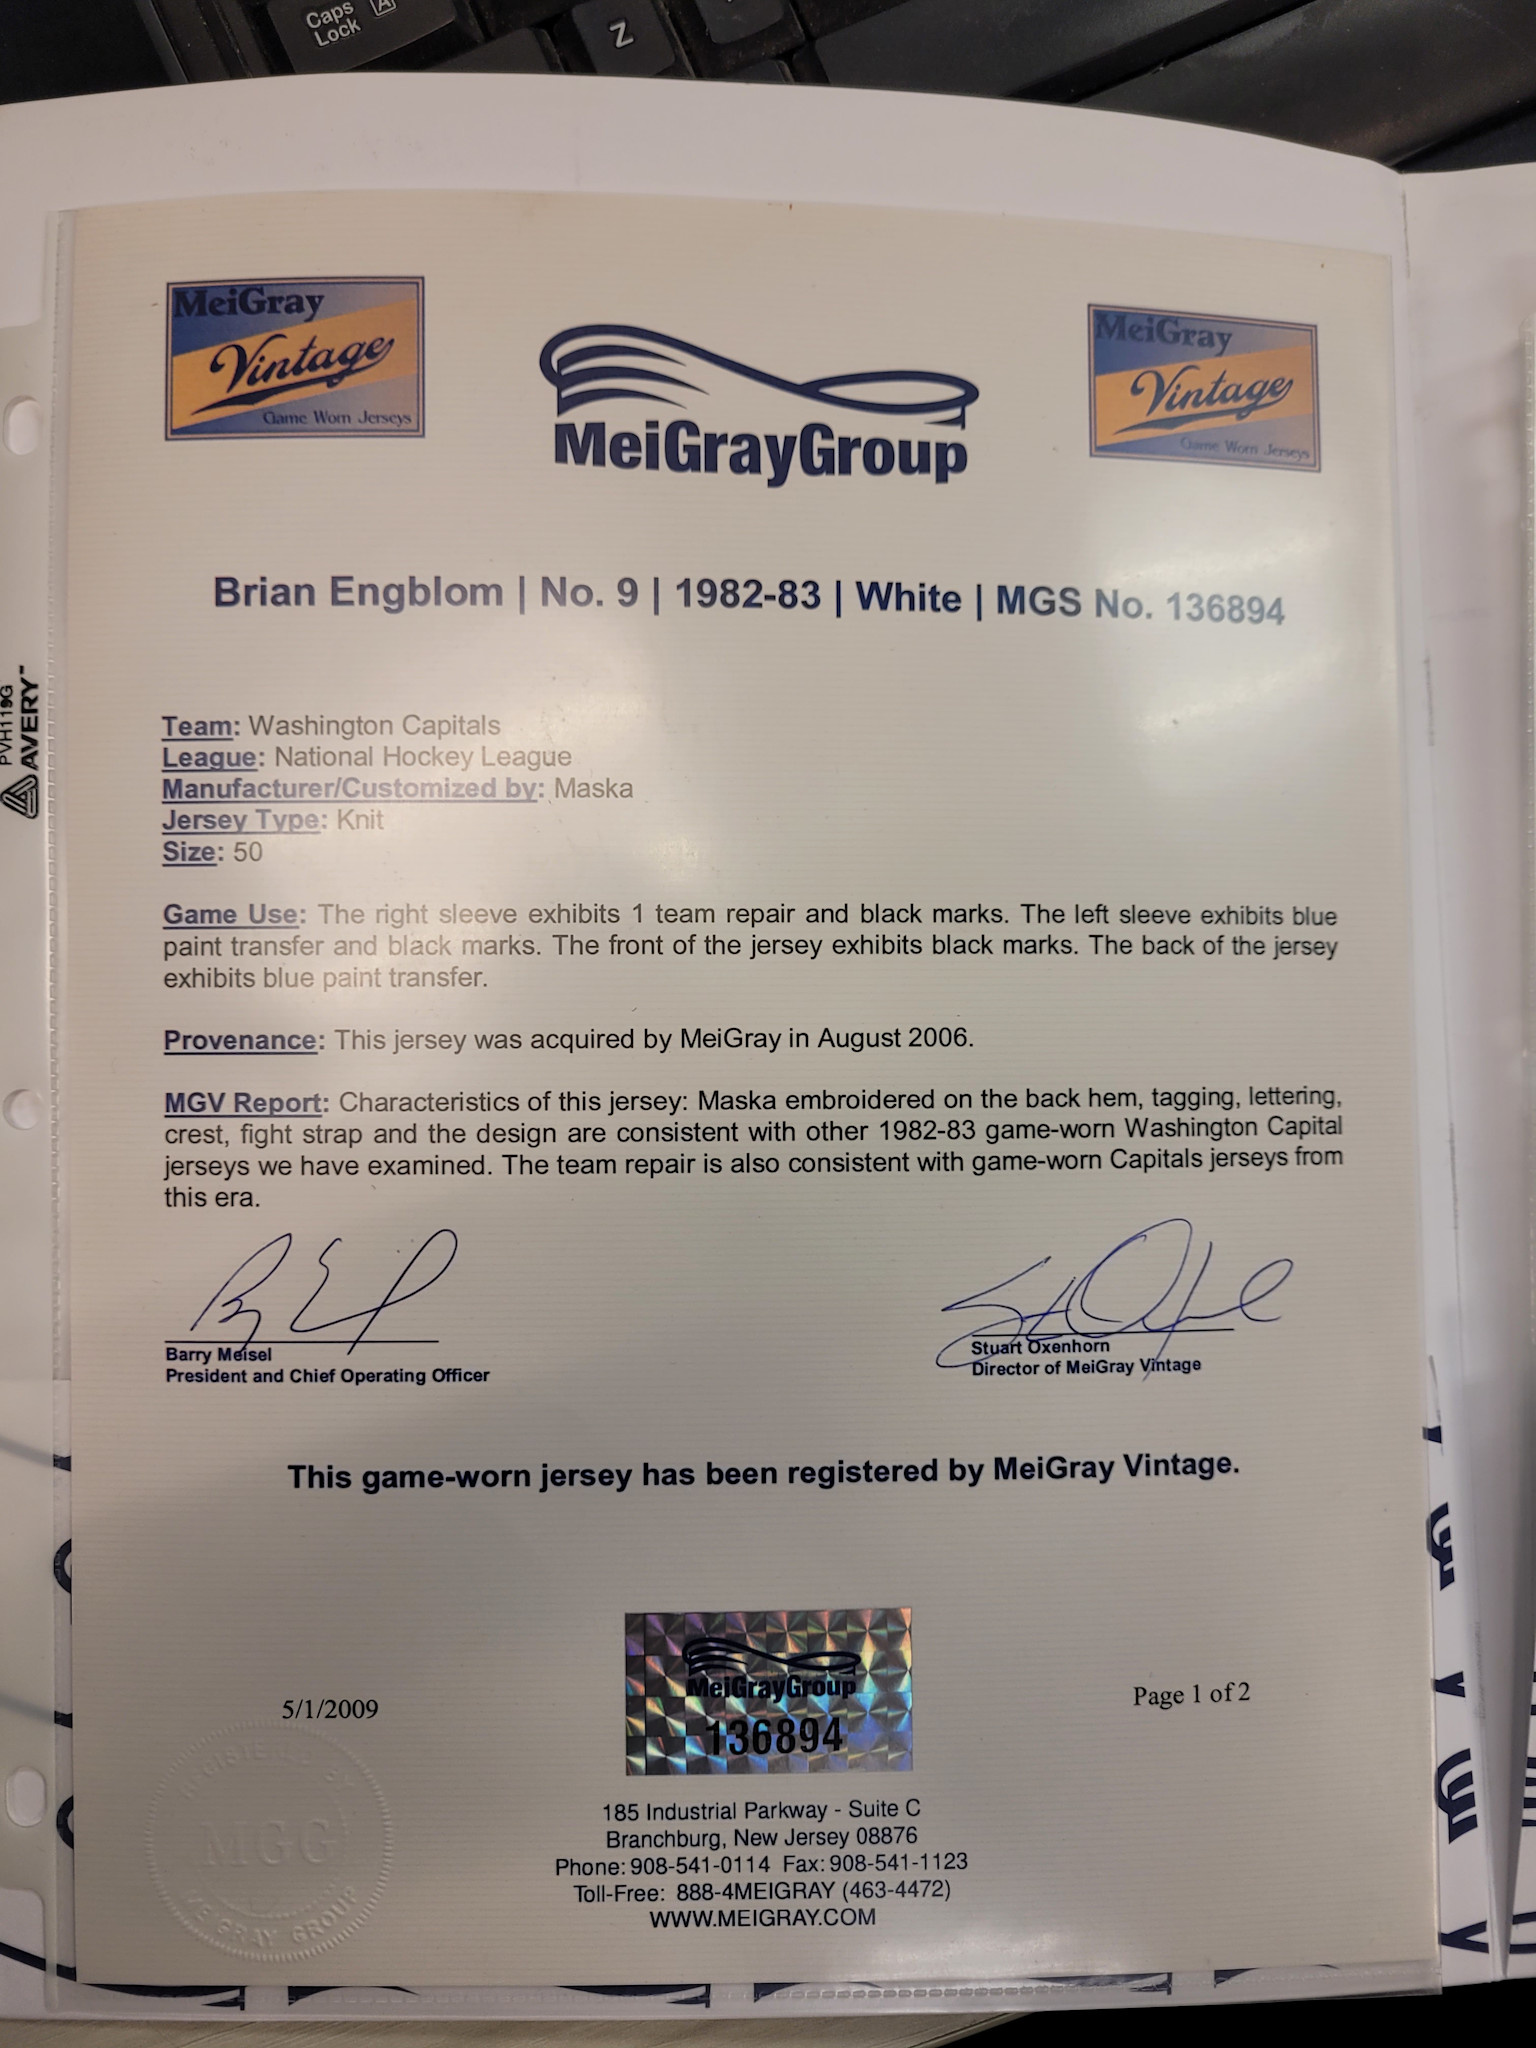 Caps
Lock
A
Z
MeiGray
Vintage
Game Worn Jerseys
MeiGrayGroup
MeiGray
Vintage
Game Worn Jerseys
Brian Engblom | No. 9 | 1982-83 | White | MGS No. 136894
PVH119G
AVERY™
Team: Washington Capitals
League: National Hockey League
Manufacturer/Customized by: Maska
Jersey Type: Knit
Size: 50
Game Use: The right sleeve exhibits 1 team repair and black marks. The left sleeve exhibits blue
paint transfer and black marks. The front of the jersey exhibits black marks. The back of the jersey
exhibits blue paint transfer.
Provenance: This jersey was acquired by MeiGray in August 2006.
MGV Report: Characteristics of this jersey: Maska embroidered on the back hem, tagging, lettering,
crest, fight strap and the design are consistent with other 1982-83 game-worn Washington Capital
jerseys we have examined. The team repair is also consistent with game-worn Capitals jerseys from
this era.
Barry Meisel
President and Chief Operating Officer
Stuart Oxenhorn
Director of MeiGray Vintage
This game-worn jersey has been registered by MeiGray Vintage.
5/1/2009
MeiGrayGroup
136894
Page 1 of 2
REGISTERED BY
MGG
MEI GRAY GROUP
185 Industrial Parkway - Suite C
Branchburg, New Jersey 08876
Phone: 908-541-0114 Fax: 908-541-1123
Toll-Free: 888-4MEIGRAY (463-4472)
WWW.MEIGRAY.COM